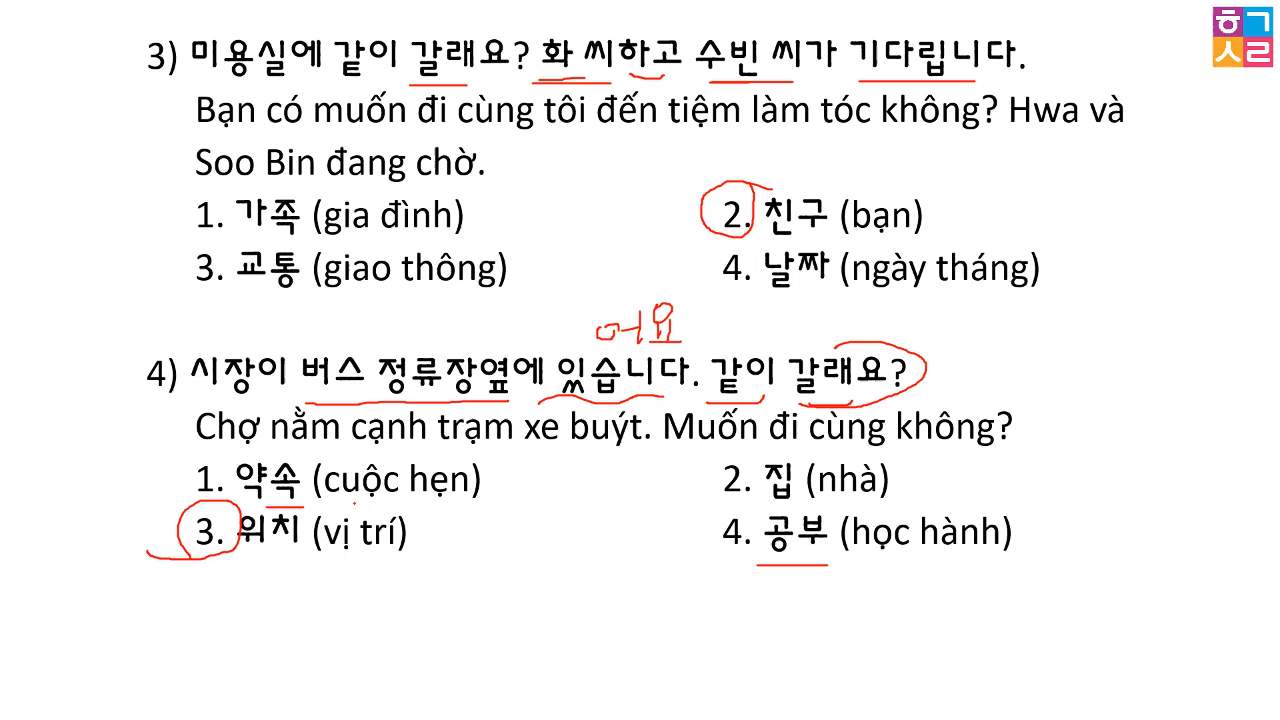 ㅎㄱ
ㅅㄹ
3) 미용실에 같이 갈래요? 화 씨하고 수빈 씨가 기다립니다.
Bạn có muốn đi cùng tôi đến tiệm làm tóc không? Hwa và
Soo Bin đang chờ.
1. 가족 (gia đình) 2. 친구 (bạn)
3. 교통 (giao thông) 4. 날짜 (ngày tháng)
어요
4) 시장이 버스 정류장옆에 있습니다. 같이 갈래요?
Chợ nằm cạnh trạm xe buýt. Muốn đi cùng không?
1. 약속 (cuộc hẹn) 2. 집 (nhà)
3. 위치 (vị trí) 4. 공부 (học hành)